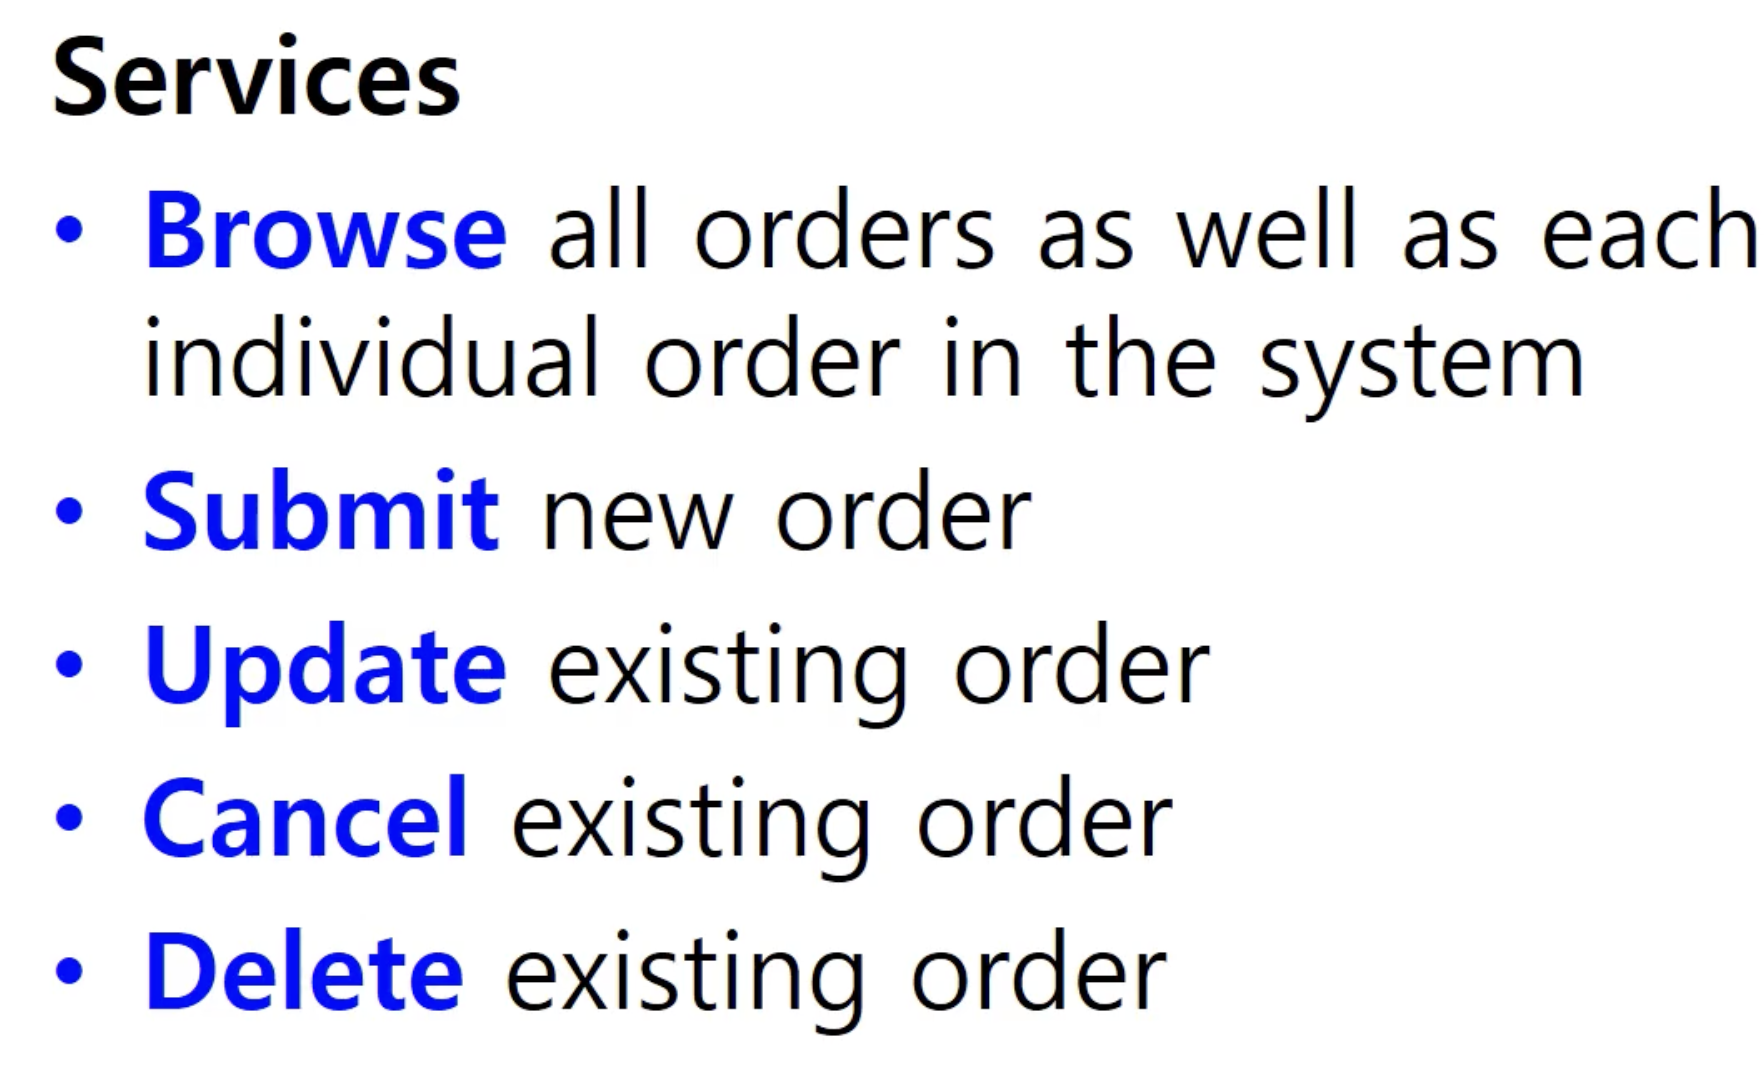 Services
• Browse all orders as well as each
individual order in the system
• Submit new order
• Update existing order
• Cancel existing order
• Delete existing order